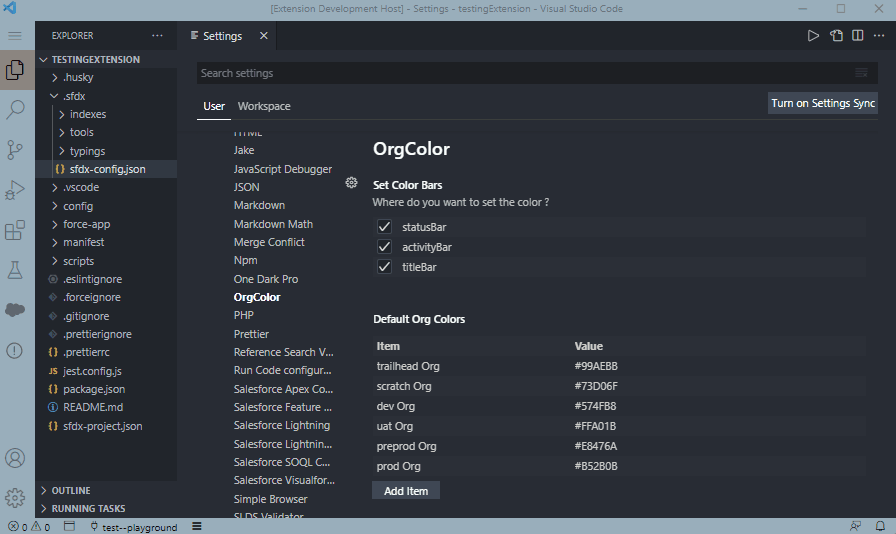 [Extension Development Host] - Settings - testingExtension - Visual Studio Code
EXPLORER
Settings
TESTINGEXTENSION
.husky
.sfdx
indexes
tools
typings
{} sfdx-config.json
.vscode
config
force-app
manifest
scripts
.eslintignore
.forceignore
.gitignore
.prettierignore
{} .prettierrc
JS jest.config.js
{} package.json
README.md
{} sfdx-project.json
OUTLINE
RUNNING TASKS
Search settings
User Workspace
Turn on Settings Sync
HTML
Jake
JavaScript Debugger
JSON
Markdown
Markdown Math
Merge Conflict
Npm
One Dark Pro
OrgColor
PHP
Prettier
Reference Search V...
Run Code configur...
Salesforce Apex Co...
Salesforce Feature ...
Salesforce Lightning
Salesforce Lightnin...
Salesforce SOQL C...
Salesforce Visualfor...
Simple Browser
SLDS Validator
OrgColor
Set Color Bars
Where do you want to set the color ?
statusBar
activityBar
titleBar
Default Org Colors
Item Value
trailhead Org #99AEBB
scratch Org #73D06F
dev Org #574FB8
uat Org #FFA01B
preprod Org #E8476A
prod Org #B52B0B
Add Item
0 0 test--playground